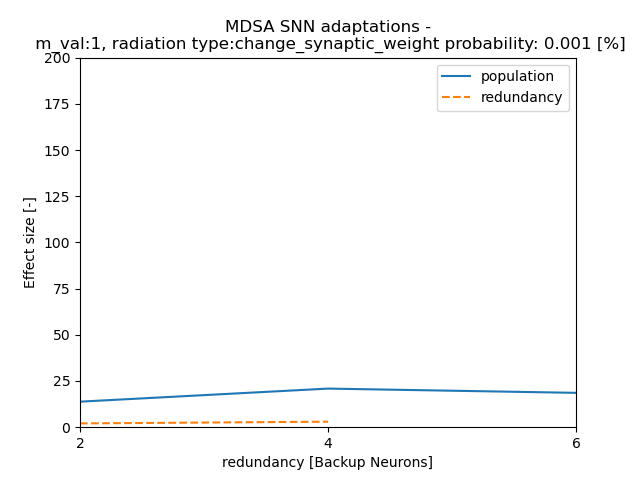 MDSA SNN adaptations -
m_val:1, radiation type:change_synaptic_weight probability: 0.001 [%]
200
175
150
125
100
75
50
25
0
Effect size [-]
population
redundancy
2
4
6
redundancy [Backup Neurons]